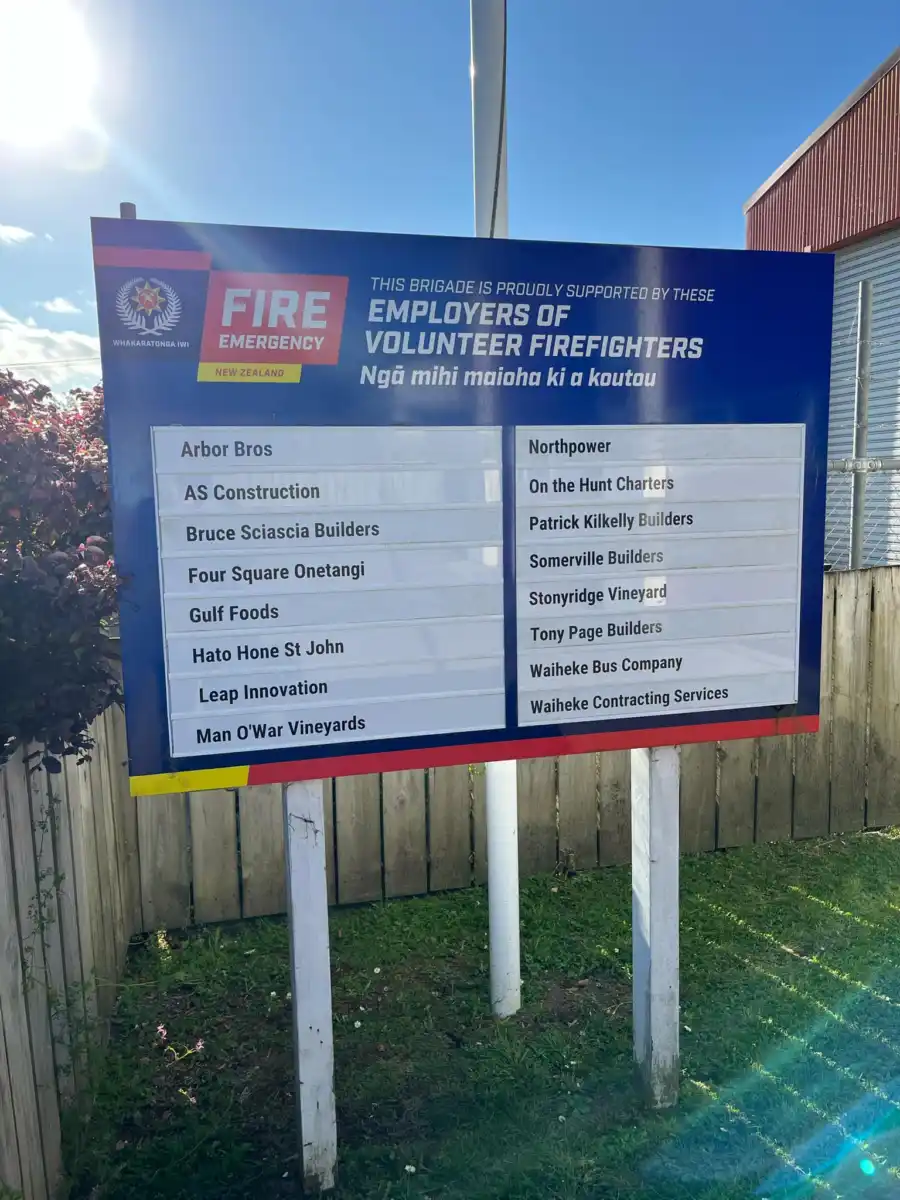 WHAKARATONGA IWI
FIRE
EMERGENCY
NEW ZEALAND
THIS BRIGADE IS PROUDLY SUPPORTED BY THESE
EMPLOYERS OF
VOLUNTEER FIREFIGHTERS
Ngā mihi maioha ki a koutou
Arbor Bros
AS Construction
Bruce Sciascia Builders
Four Square Onetangi
Gulf Foods
Hato Hone St John
Leap Innovation
Man O'War Vineyards
Northpower
On the Hunt Charters
Patrick Kilkelly Builders
Somerville Builders
Stonyridge Vineyard
Tony Page Builders
Waiheke Bus Company
Waiheke Contracting Services